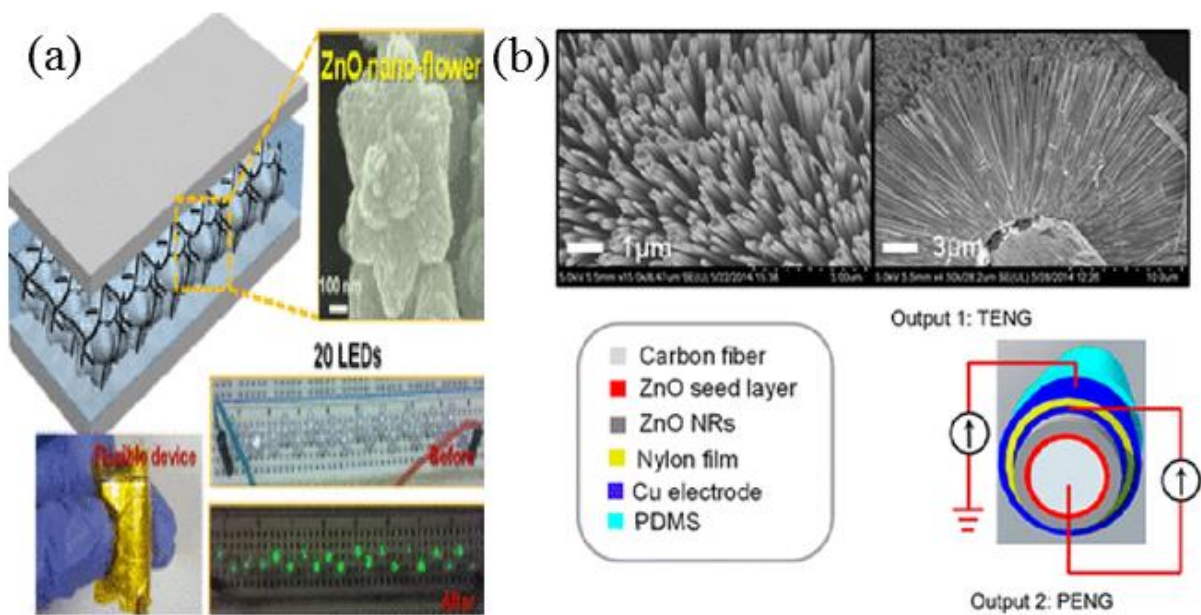 (a)
ZnO nano-flower
100 nm
20 LEDs
Flexible device
Before
After
(b)
1μm
3μm
Output 1: TENG
Carbon fiber
ZnO seed layer
ZnO NRs
Nylon film
Cu electrode
PDMS
Output 2: PENG